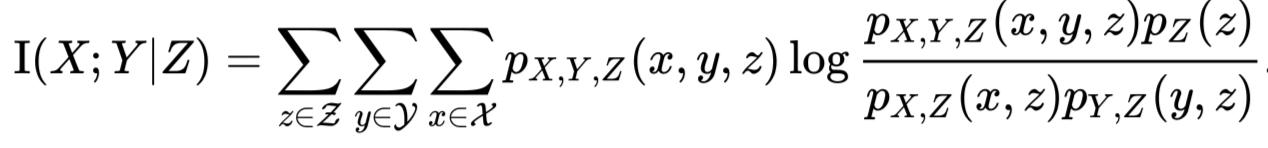 I(X; Y|Z) = ∑_{z∈𝒵} ∑_{y∈𝒴} ∑_{x∈𝒳} p_{X,Y,Z}(x, y, z) log \frac{p_{X,Y,Z}(x, y, z)p_Z(z)}{p_{X,Z}(x, z)p_{Y,Z}(y, z)}.